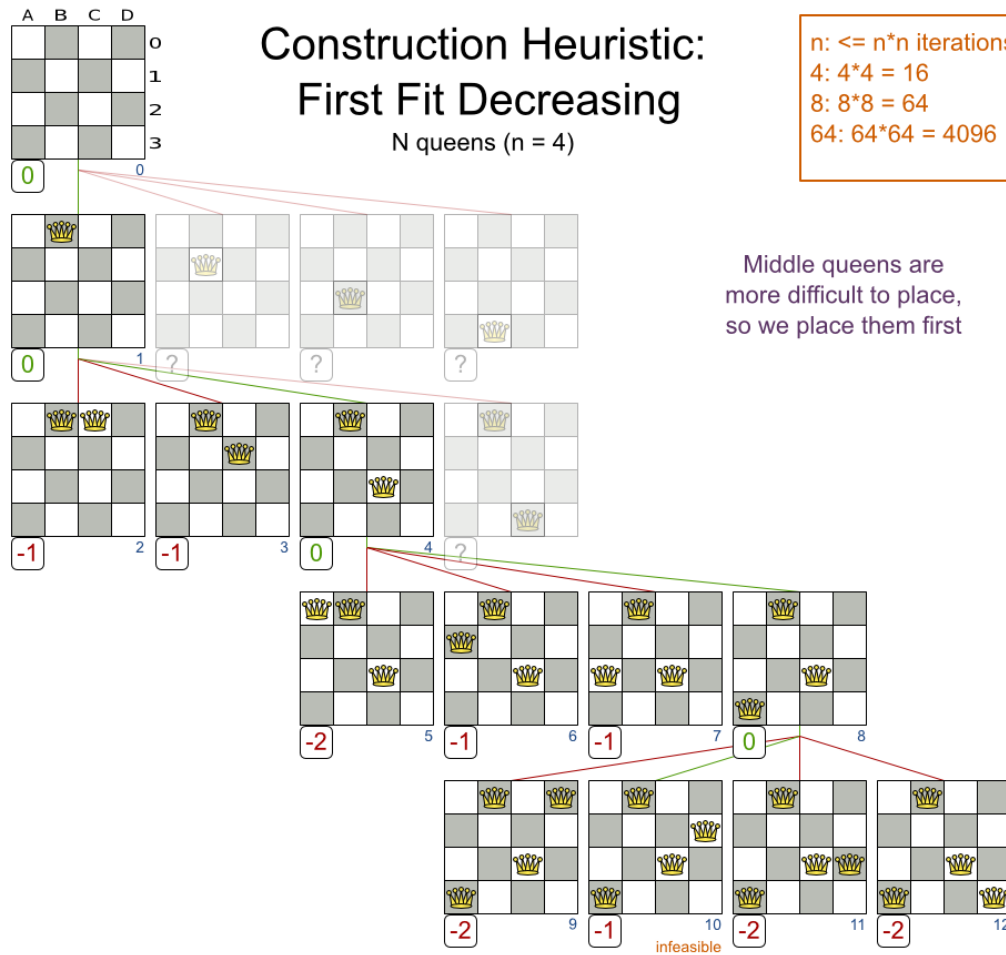 A B C D
Construction Heuristic:
First Fit Decreasing
N queens (n = 4)
0
1
2
3
n: <= n*n iterations
4: 4*4 = 16
8: 8*8 = 64
64: 64*64 = 4096
0 0
Middle queens are
more difficult to place,
so we place them first
0 1 ? ? ?
-1 2 -1 3 0 4 ?
-2 5 -1 6 -1 7 0 8
-2 9 -1 10 -2 11 -2 12
infeasible